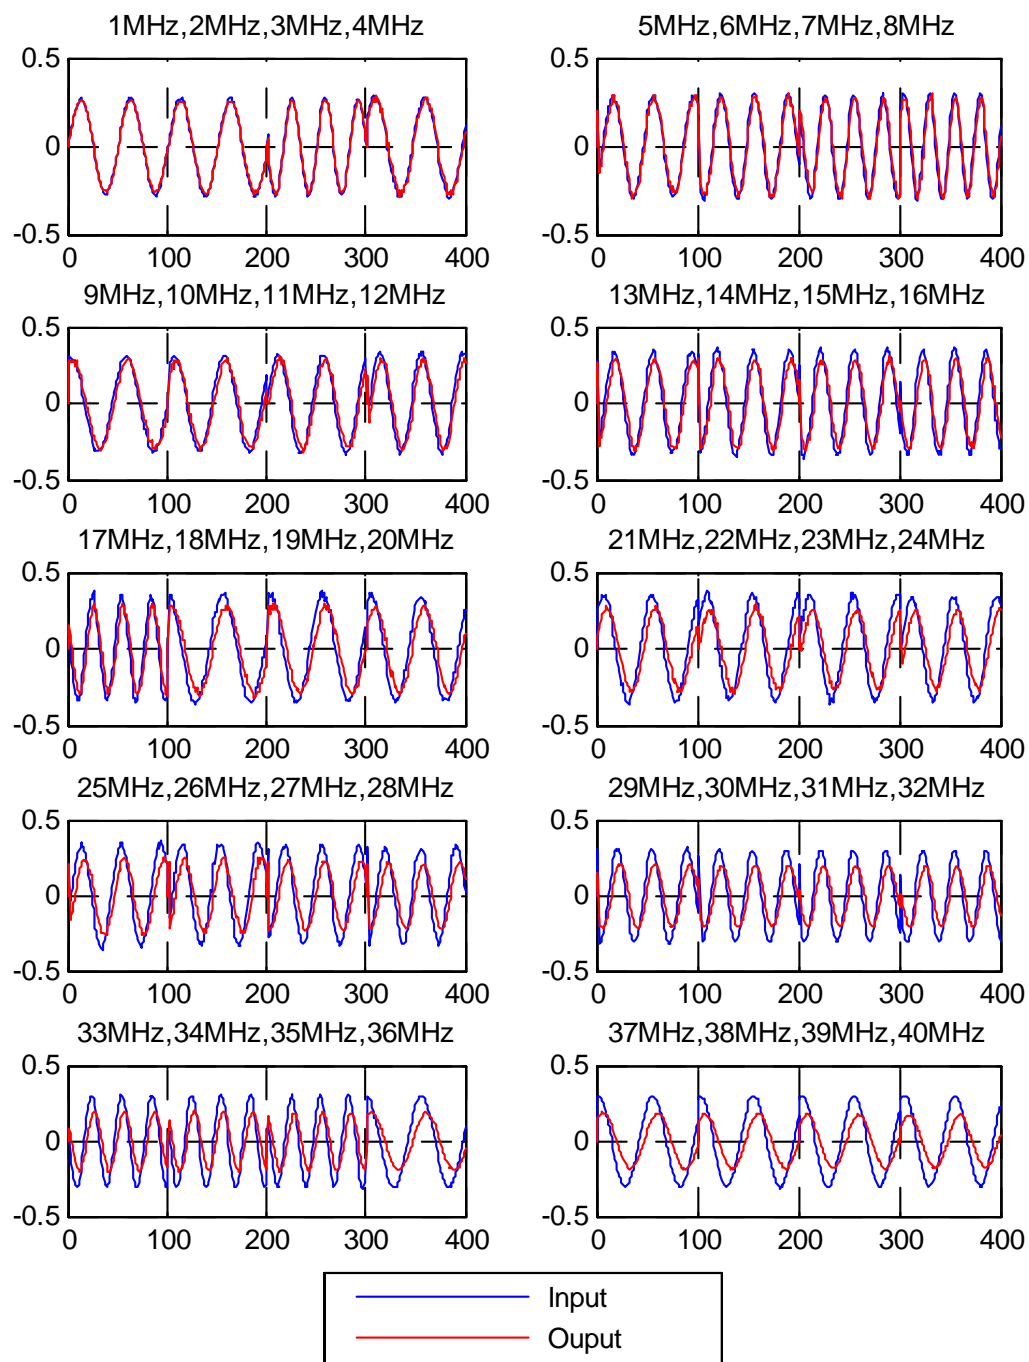 1MHz,2MHz,3MHz,4MHz
0.5
0
-0.5
0 100 200 300 400
5MHz,6MHz,7MHz,8MHz
0.5
0
-0.5
0 100 200 300 400
9MHz,10MHz,11MHz,12MHz
0.5
0
-0.5
0 100 200 300 400
13MHz,14MHz,15MHz,16MHz
0.5
0
-0.5
0 100 200 300 400
17MHz,18MHz,19MHz,20MHz
0.5
0
-0.5
0 100 200 300 400
21MHz,22MHz,23MHz,24MHz
0.5
0
-0.5
0 100 200 300 400
25MHz,26MHz,27MHz,28MHz
0.5
0
-0.5
0 100 200 300 400
29MHz,30MHz,31MHz,32MHz
0.5
0
-0.5
0 100 200 300 400
33MHz,34MHz,35MHz,36MHz
0.5
0
-0.5
0 100 200 300 400
37MHz,38MHz,39MHz,40MHz
0.5
0
-0.5
0 100 200 300 400
Input
Ouput